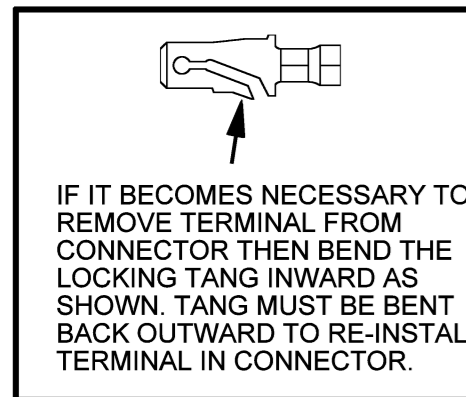 IF IT BECOMES NECESSARY TO
REMOVE TERMINAL FROM
CONNECTOR THEN BEND THE
LOCKING TANG INWARD AS
SHOWN. TANG MUST BE BENT
BACK OUTWARD TO RE-INSTAL
TERMINAL IN CONNECTOR.